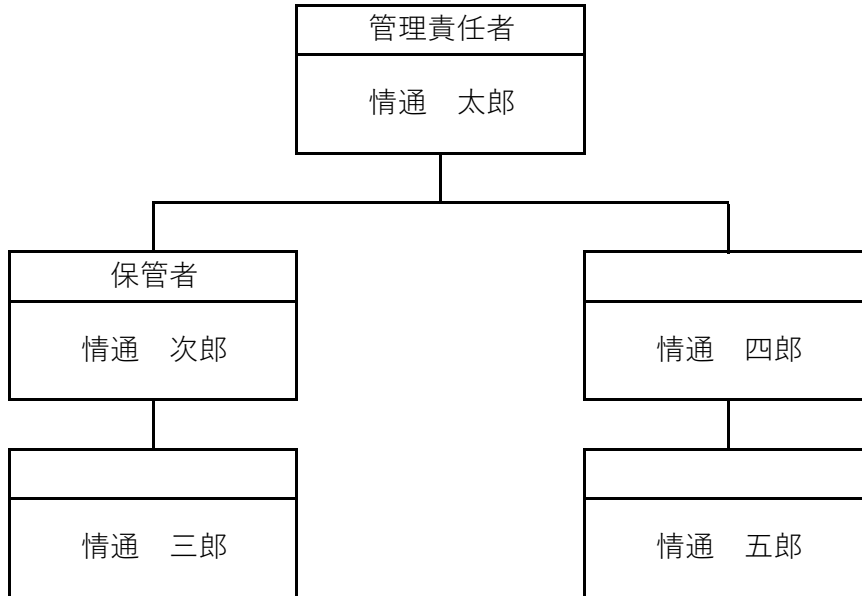 管理責任者
情通　太郎
保管者
情通　次郎
情通　四郎
情通　三郎
情通　五郎